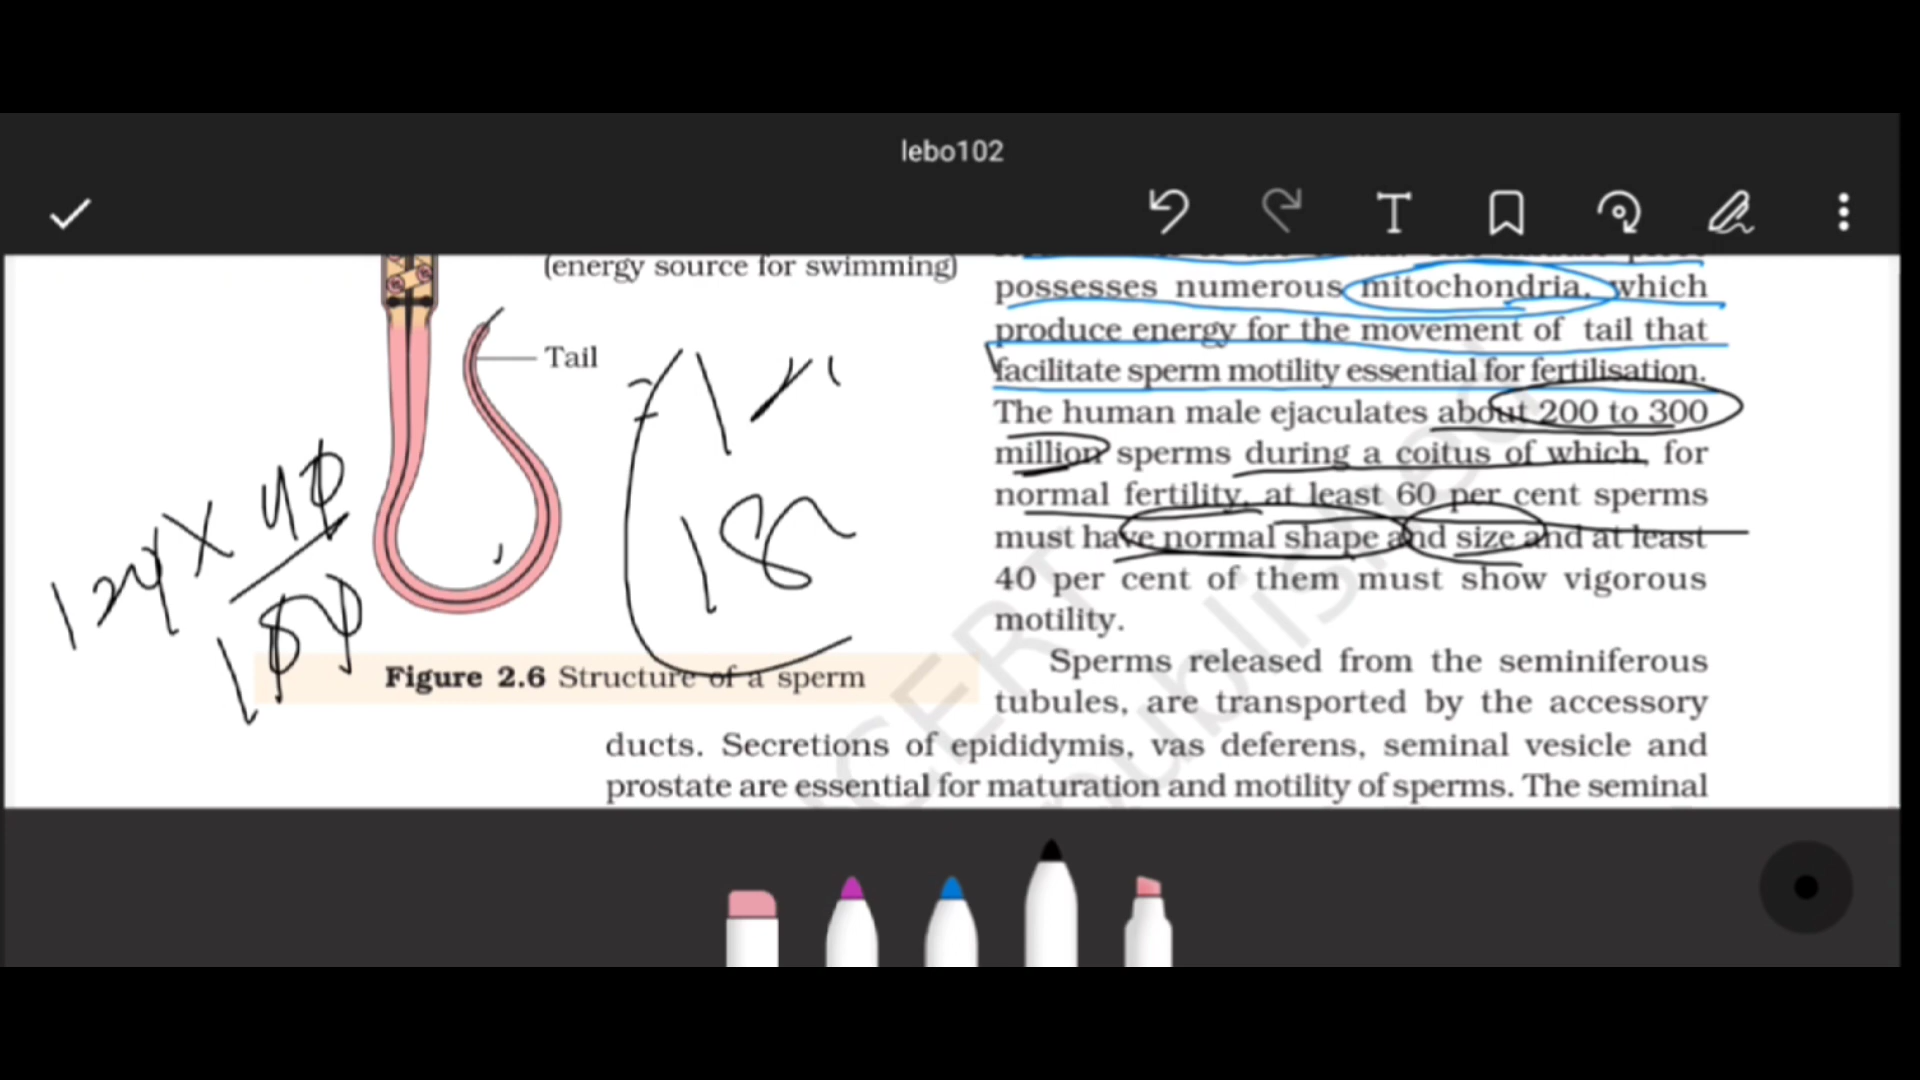 lebo102
(energy source for swimming)
Tail
120 x 40
100
180
Figure 2.6 Structure of a sperm
possesses numerous mitochondria, which
produce energy for the movement of tail that
facilitate sperm motility essential for fertilisation.
The human male ejaculates about 200 to 300
million sperms during a coitus of which, for
normal fertility, at least 60 per cent sperms
must have normal shape and size and at least
40 per cent of them must show vigorous
motility.
Sperms released from the seminiferous
tubules, are transported by the accessory
ducts. Secretions of epididymis, vas deferens, seminal vesicle and
prostate are essential for maturation and motility of sperms. The seminal